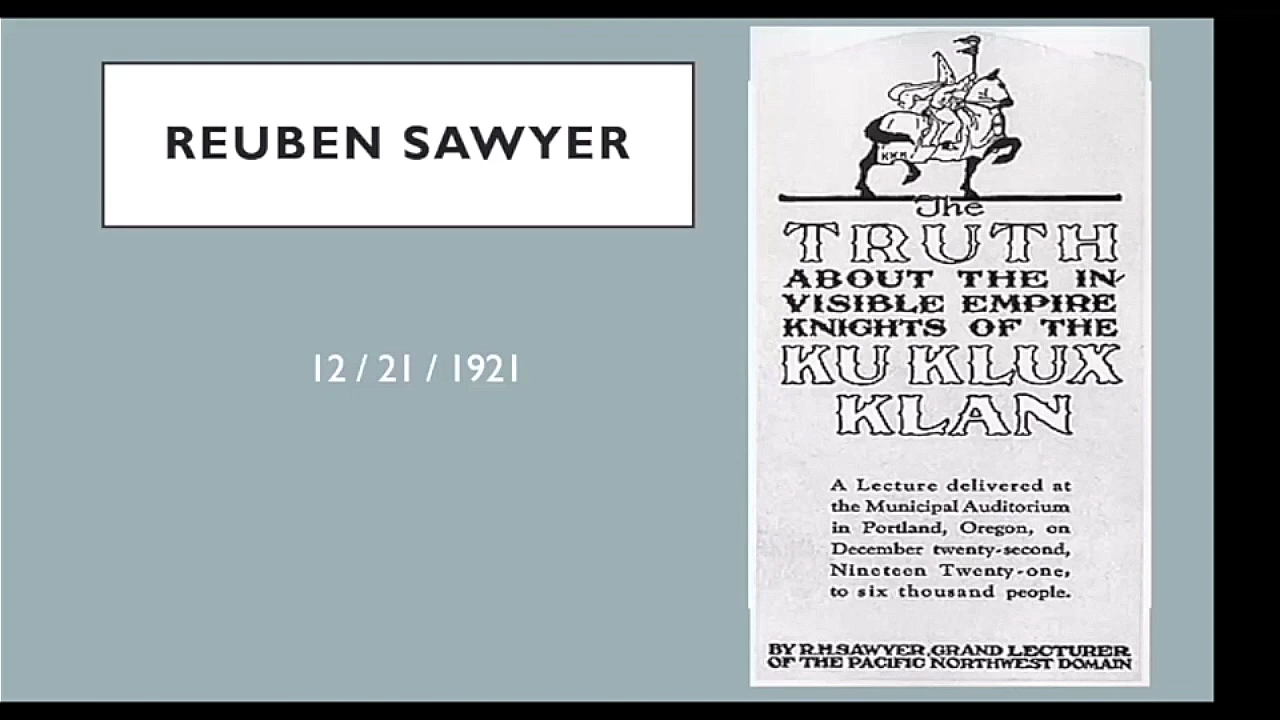 REUBEN SAWYER
12 / 21 / 1921
KKK
The
TRUTH
ABOUT THE IN-
VISIBLE EMPIRE
KNIGHTS OF THE
KU KLUX
KLAN
A Lecture delivered at
the Municipal Auditorium
in Portland, Oregon, on
December twenty-second,
Nineteen Twenty-one,
to six thousand people.
BY R.H.SAWYER, GRAND LECTURER
OF THE PACIFIC NORTHWEST DOMAIN